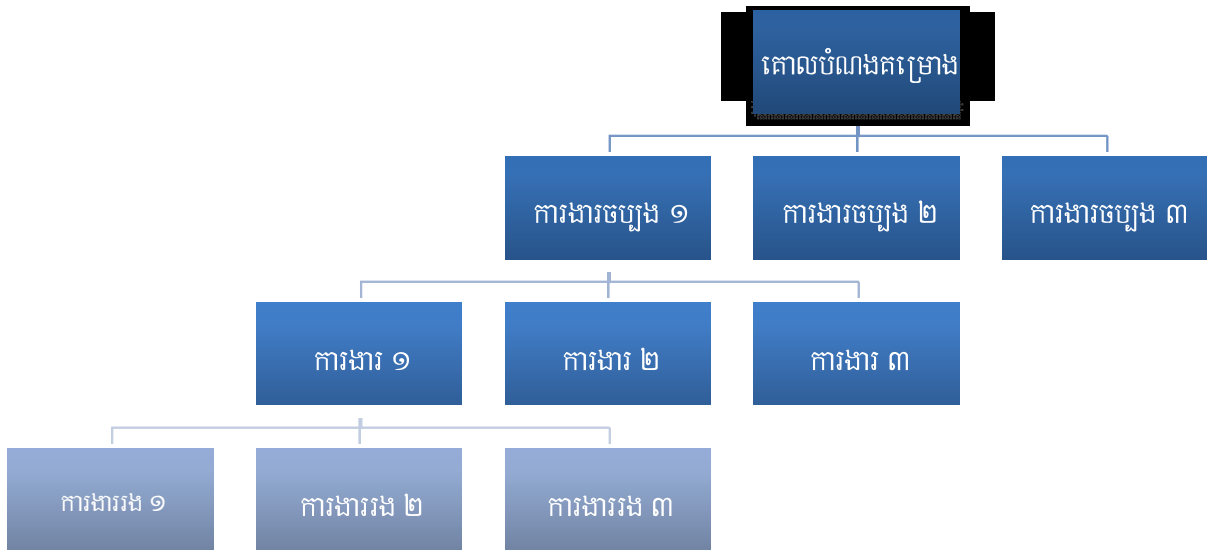 គោលបំណងគម្រោង
ការងារចប្បង ១
ការងារចប្បង ២
ការងារចប្បង ៣
ការងារ ១
ការងារ ២
ការងារ ៣
ការងាររង ១
ការងាររង ២
ការងាររង ៣